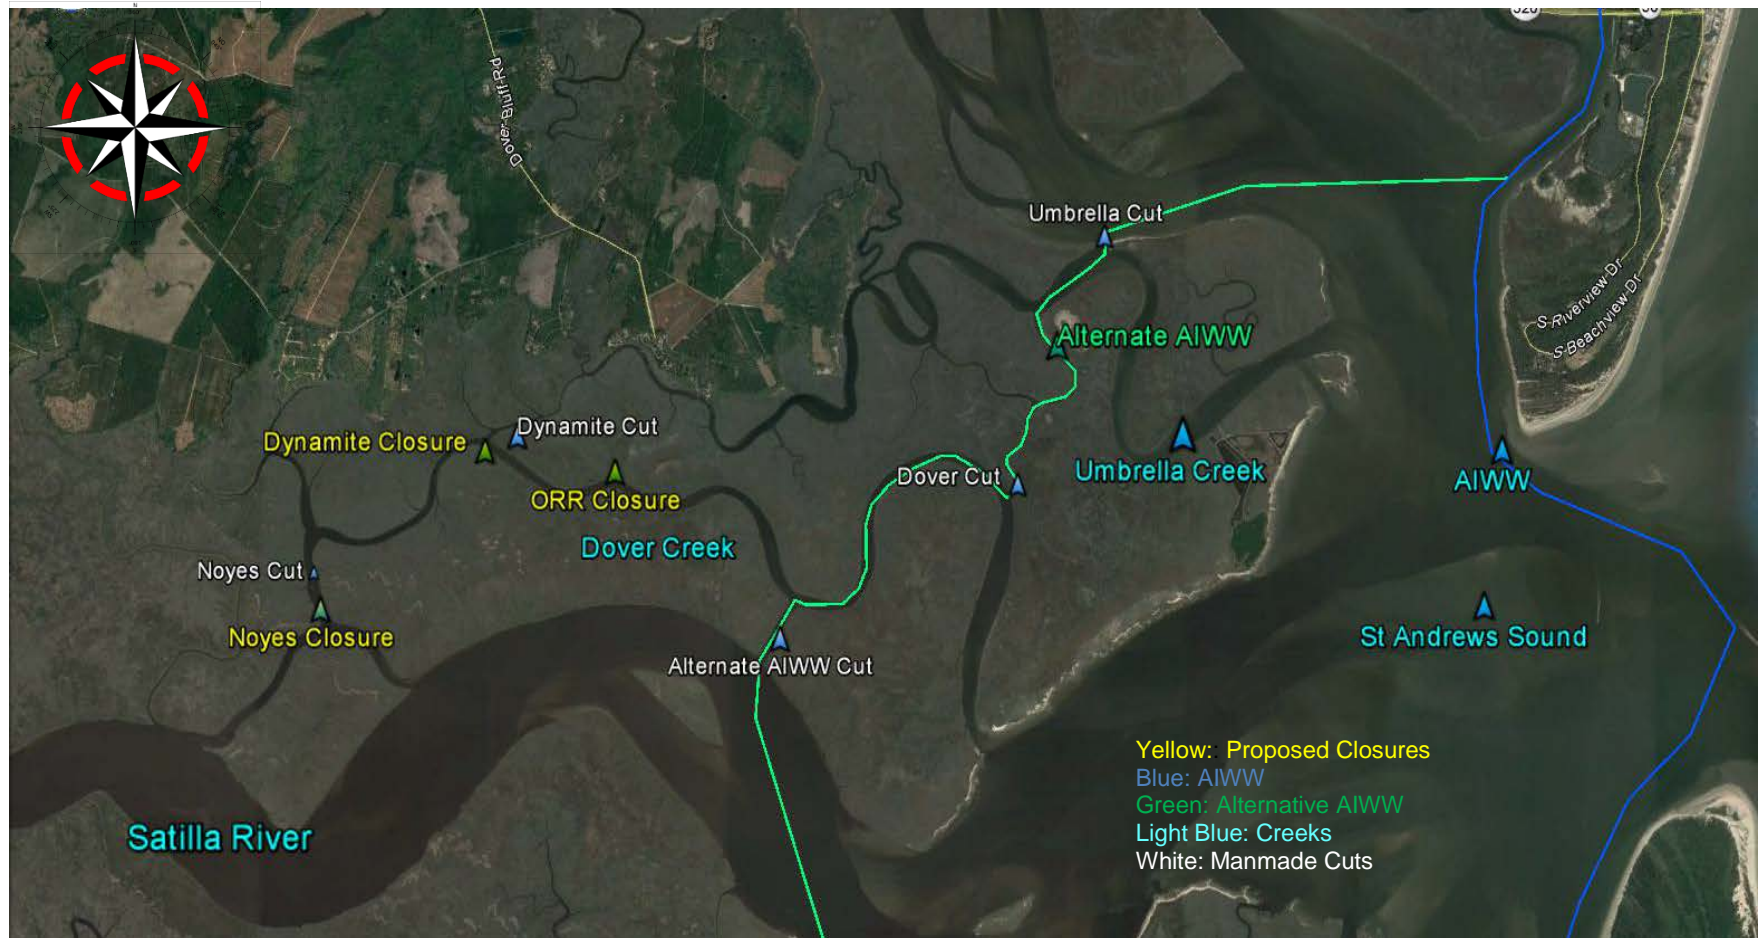 N
520
Dover-Bluff-Rd
Umbrella Cut
S-Riverview-Dr
S-Beachview-Dr
Alternate AIWW
Dynamite Cut
Dynamite Closure
Dover Cut
Umbrella Creek
AIWW
ORR Closure
Dover Creek
Noyes Cut
Noyes Closure
St Andrews Sound
Alternate AIWW Cut
Satilla River
Yellow: Proposed Closures
Blue: AIWW
Green: Alternative AIWW
Light Blue: Creeks
White: Manmade Cuts